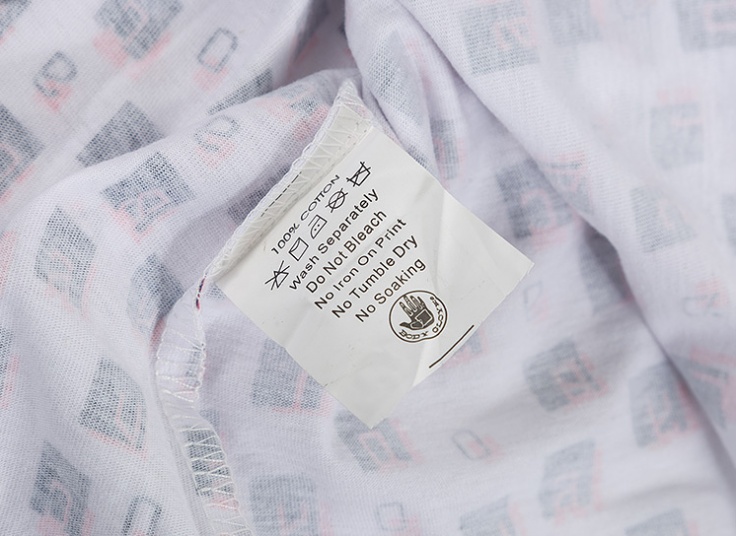 100% COTTON
Wash Separately
Do Not Bleach
No Iron On Print
No Tumble Dry
No Soaking
BODY GLOVE